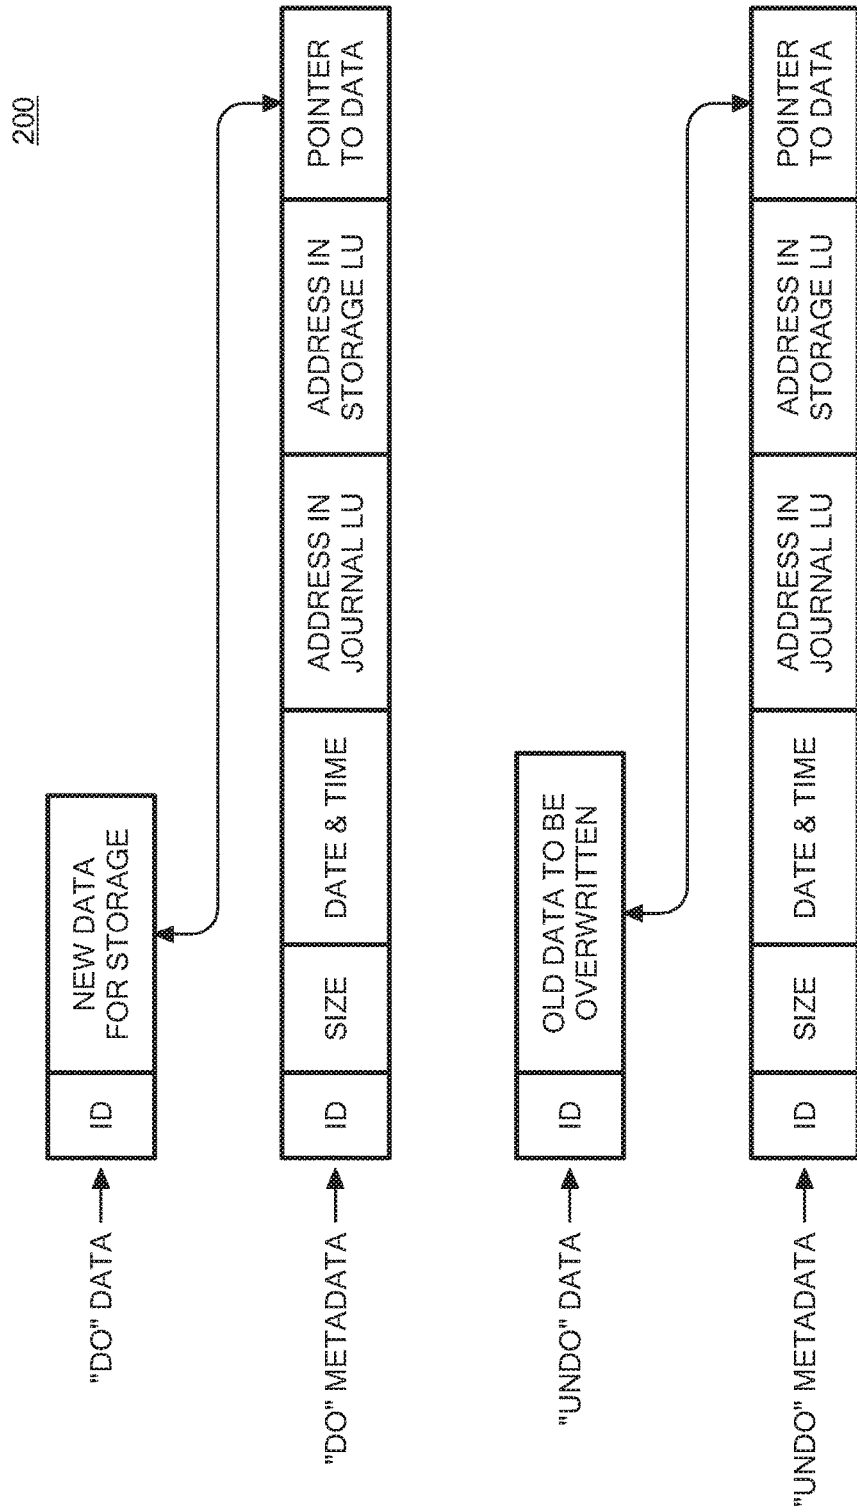 200
"DO" DATA
ID
NEW DATA
FOR STORAGE
"DO" METADATA
ID
SIZE
DATE & TIME
ADDRESS IN
JOURNAL LU
ADDRESS IN
STORAGE LU
POINTER
TO DATA
"UNDO" DATA
ID
OLD DATA TO BE
OVERWRITTEN
"UNDO" METADATA
ID
SIZE
DATE & TIME
ADDRESS IN
JOURNAL LU
ADDRESS IN
STORAGE LU
POINTER
TO DATA